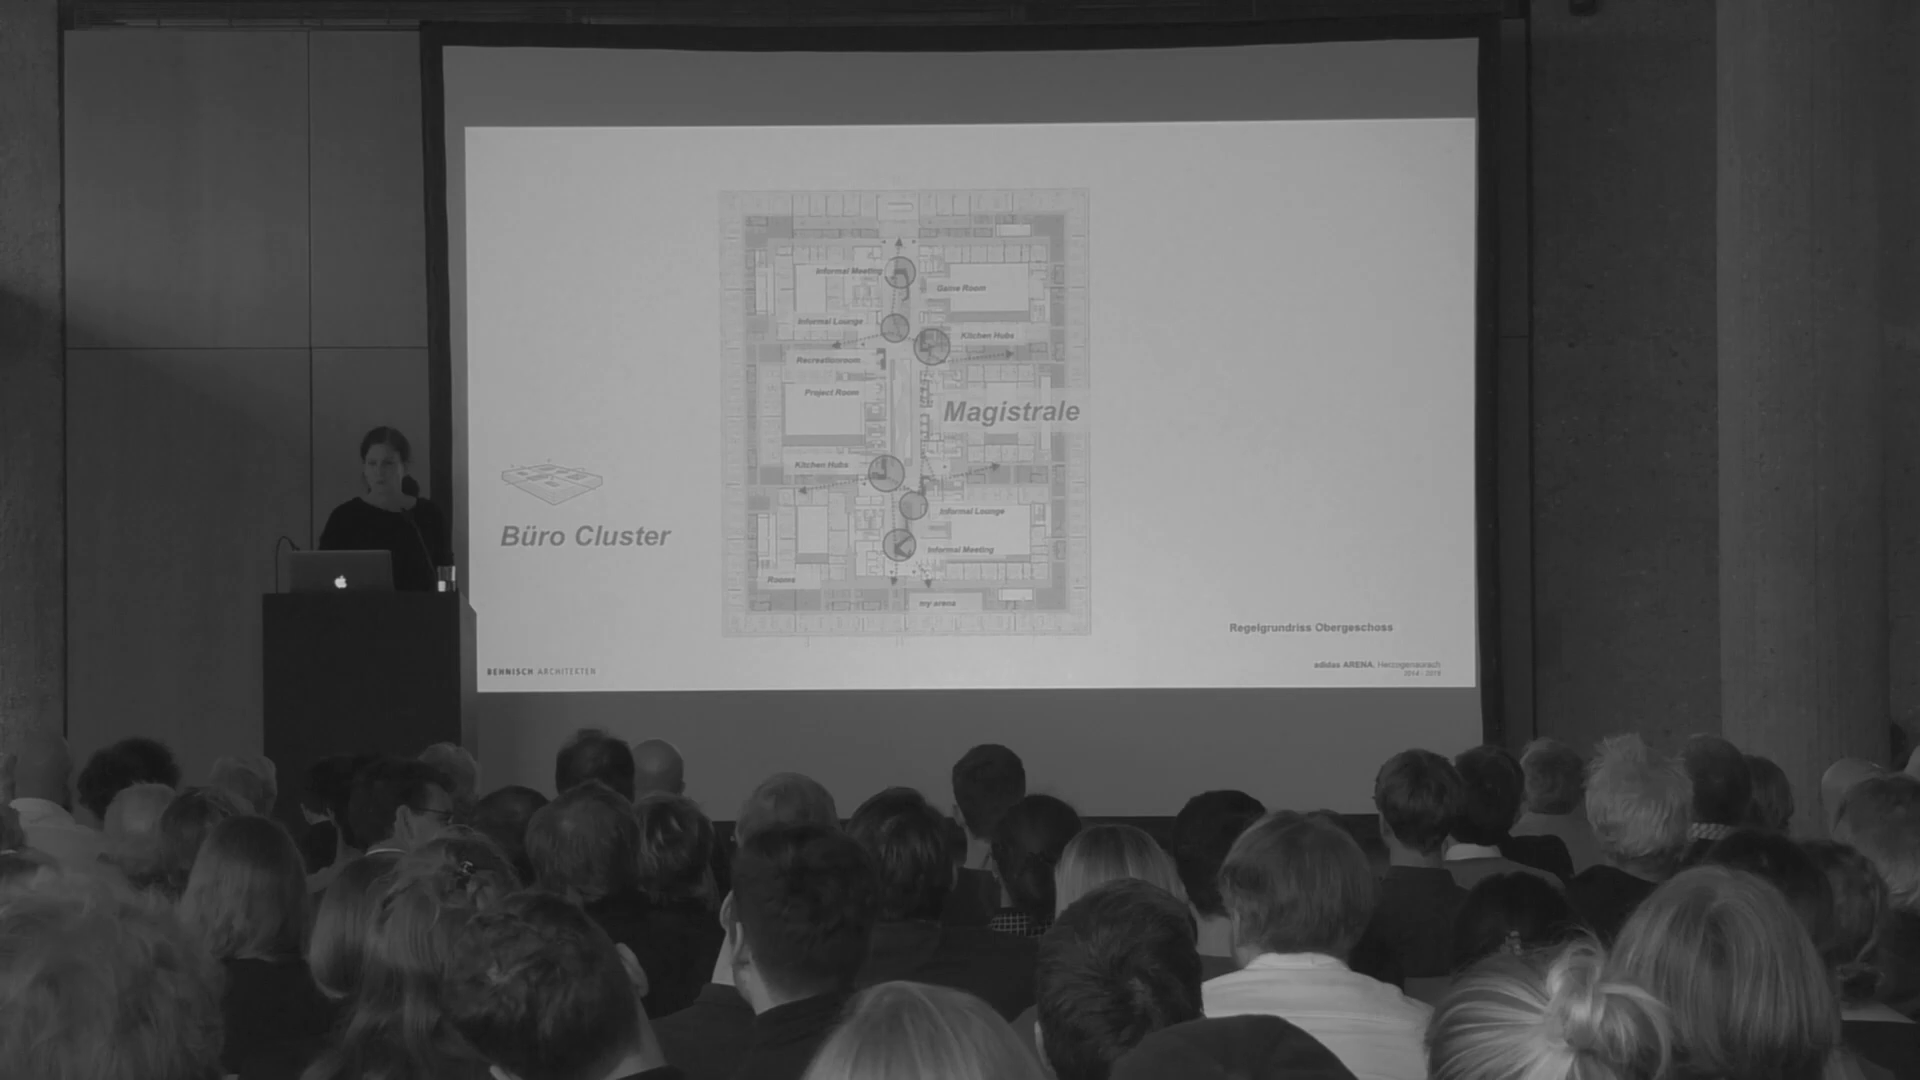 Informal Meeting
Game Room
Informal Lounge
Kitchen Hubs
Recreationroom
Project Room
Magistrale
Kitchen Hubs
Büro Cluster
Informal Lounge
Informal Meeting
Rooms
my arena
Regelgrundriss Obergeschoss
BEHNISCH ARCHITEKTEN
adidas ARENA, Herzogenaurach